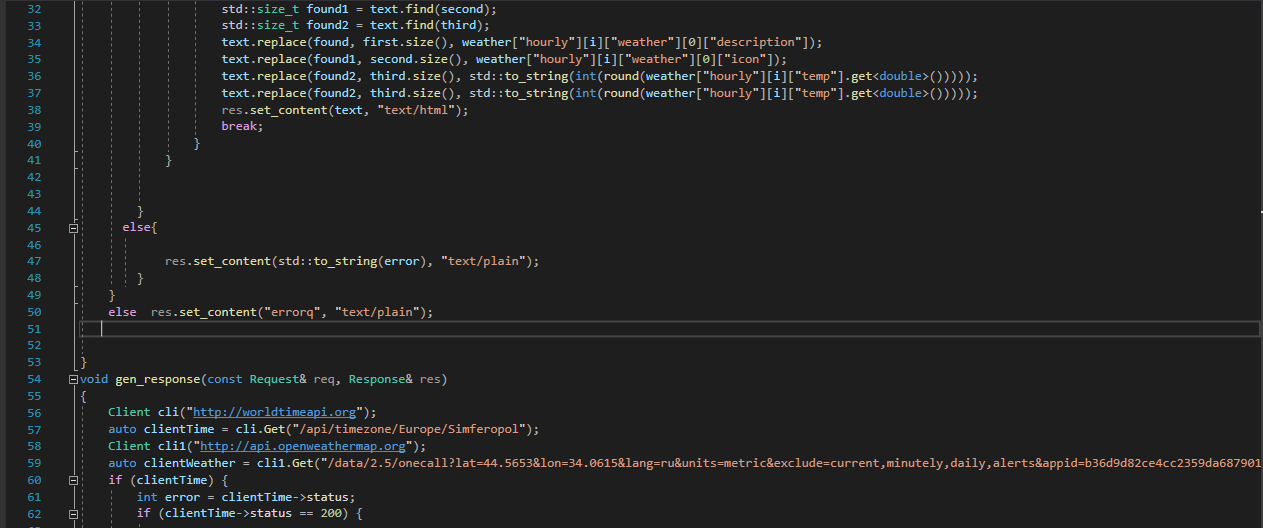 32 std::size_t found1 = text.find(second);
33 std::size_t found2 = text.find(third);
34 text.replace(found, first.size(), weather["hourly"][i]["weather"][0]["description"]);
35 text.replace(found1, second.size(), weather["hourly"][i]["weather"][0]["icon"]);
36 text.replace(found2, third.size(), std::to_string(int(round(weather["hourly"][i]["temp"].get<double>()))));
37 text.replace(found2, third.size(), std::to_string(int(round(weather["hourly"][i]["temp"].get<double>()))));
38 res.set_content(text, "text/html");
39 break;
40 }
41 }
42
43
44 }
45 else{
46
47 res.set_content(std::to_string(error), "text/plain");
48 }
49 }
50 else  res.set_content("errorq", "text/plain");
51
52
53 }
54 void gen_response(const Request& req, Response& res)
55 {
56 Client cli("http://worldtimeapi.org");
57 auto clientTime = cli.Get("/api/timezone/Europe/Simferopol");
58 Client cli1("http://api.openweathermap.org");
59 auto clientWeather = cli1.Get("/data/2.5/onecall?lat=44.5653&lon=34.0615&lang=ru&units=metric&exclude=current,minutely,daily,alerts&appid=b36d9d82ce4cc2359da687901
60 if (clientTime) {
61 int error = clientTime->status;
62 if (clientTime->status == 200) {